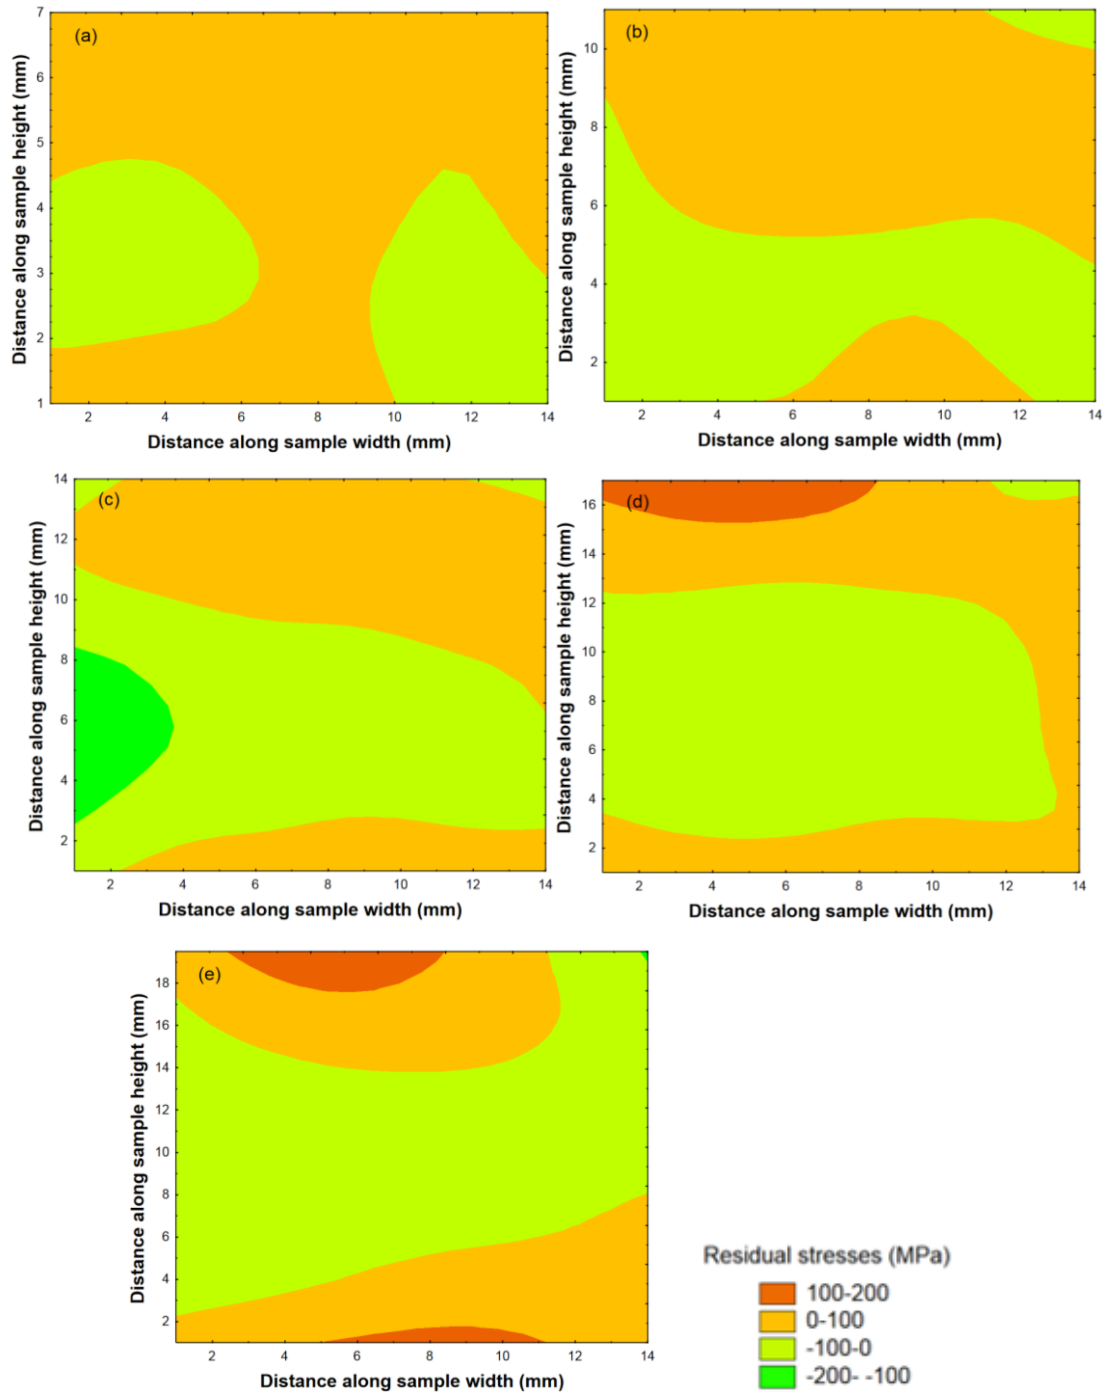 (a)
7
6
5
4
3
2
1
2 4 6 8 10 12 14
Distance along sample height (mm)
Distance along sample width (mm)
(b)
10
8
6
4
2
2 4 6 8 10 12 14
Distance along sample height (mm)
Distance along sample width (mm)
(c)
14
12
10
8
6
4
2
2 4 6 8 10 12 14
Distance along sample height (mm)
Distance along sample width (mm)
(d)
16
14
12
10
8
6
4
2
2 4 6 8 10 12 14
Distance along sample height (mm)
Distance along sample width (mm)
(e)
18
16
14
12
10
8
6
4
2
2 4 6 8 10 12 14
Distance along sample height (mm)
Distance along sample width (mm)
Residual stresses (MPa)
100-200
0-100
-100-0
-200- -100